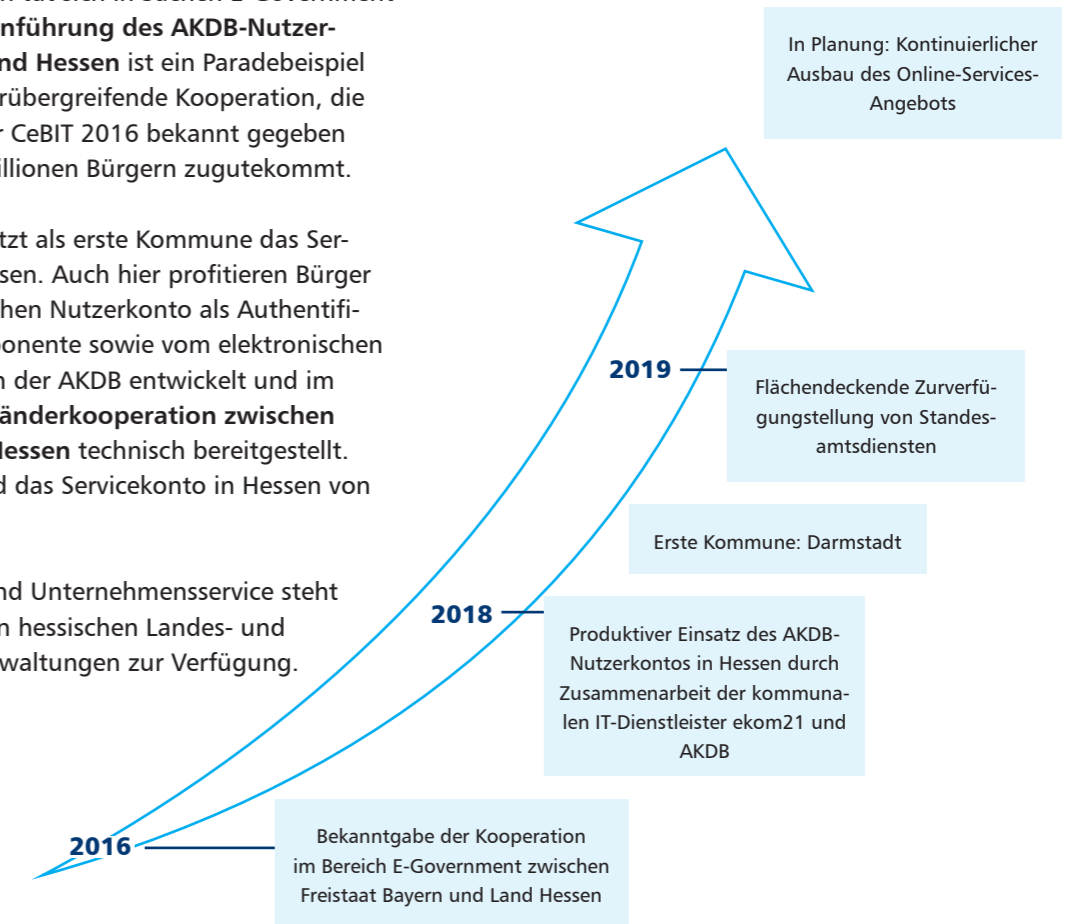 nführung des AKDB-Nutzer-
nd Hessen ist ein Paradebeispiel
rübergreifende Kooperation, die
r CeBIT 2016 bekannt gegeben
illionen Bürgern zugutekommt.
tzt als erste Kommune das Ser-
sen. Auch hier profitieren Bürger
chen Nutzerkonto als Authentifi-
onente sowie vom elektronischen
n der AKDB entwickelt und im
änderkooperation zwischen
Hessen technisch bereitgestellt.
d das Servicekonto in Hessen von
nd Unternehmensservice steht
n hessischen Landes- und
waltungen zur Verfügung.
In Planung: Kontinuierlicher
Ausbau des Online-Services-
Angebots
2019
Flächendeckende Zurverfü-
gungstellung von Standes-
amtsdiensten
Erste Kommune: Darmstadt
2018
Produktiver Einsatz des AKDB-
Nutzerkontos in Hessen durch
Zusammenarbeit der kommuna-
len IT-Dienstleister ekom21 und
AKDB
2016
Bekanntgabe der Kooperation
im Bereich E-Government zwischen
Freistaat Bayern und Land Hessen